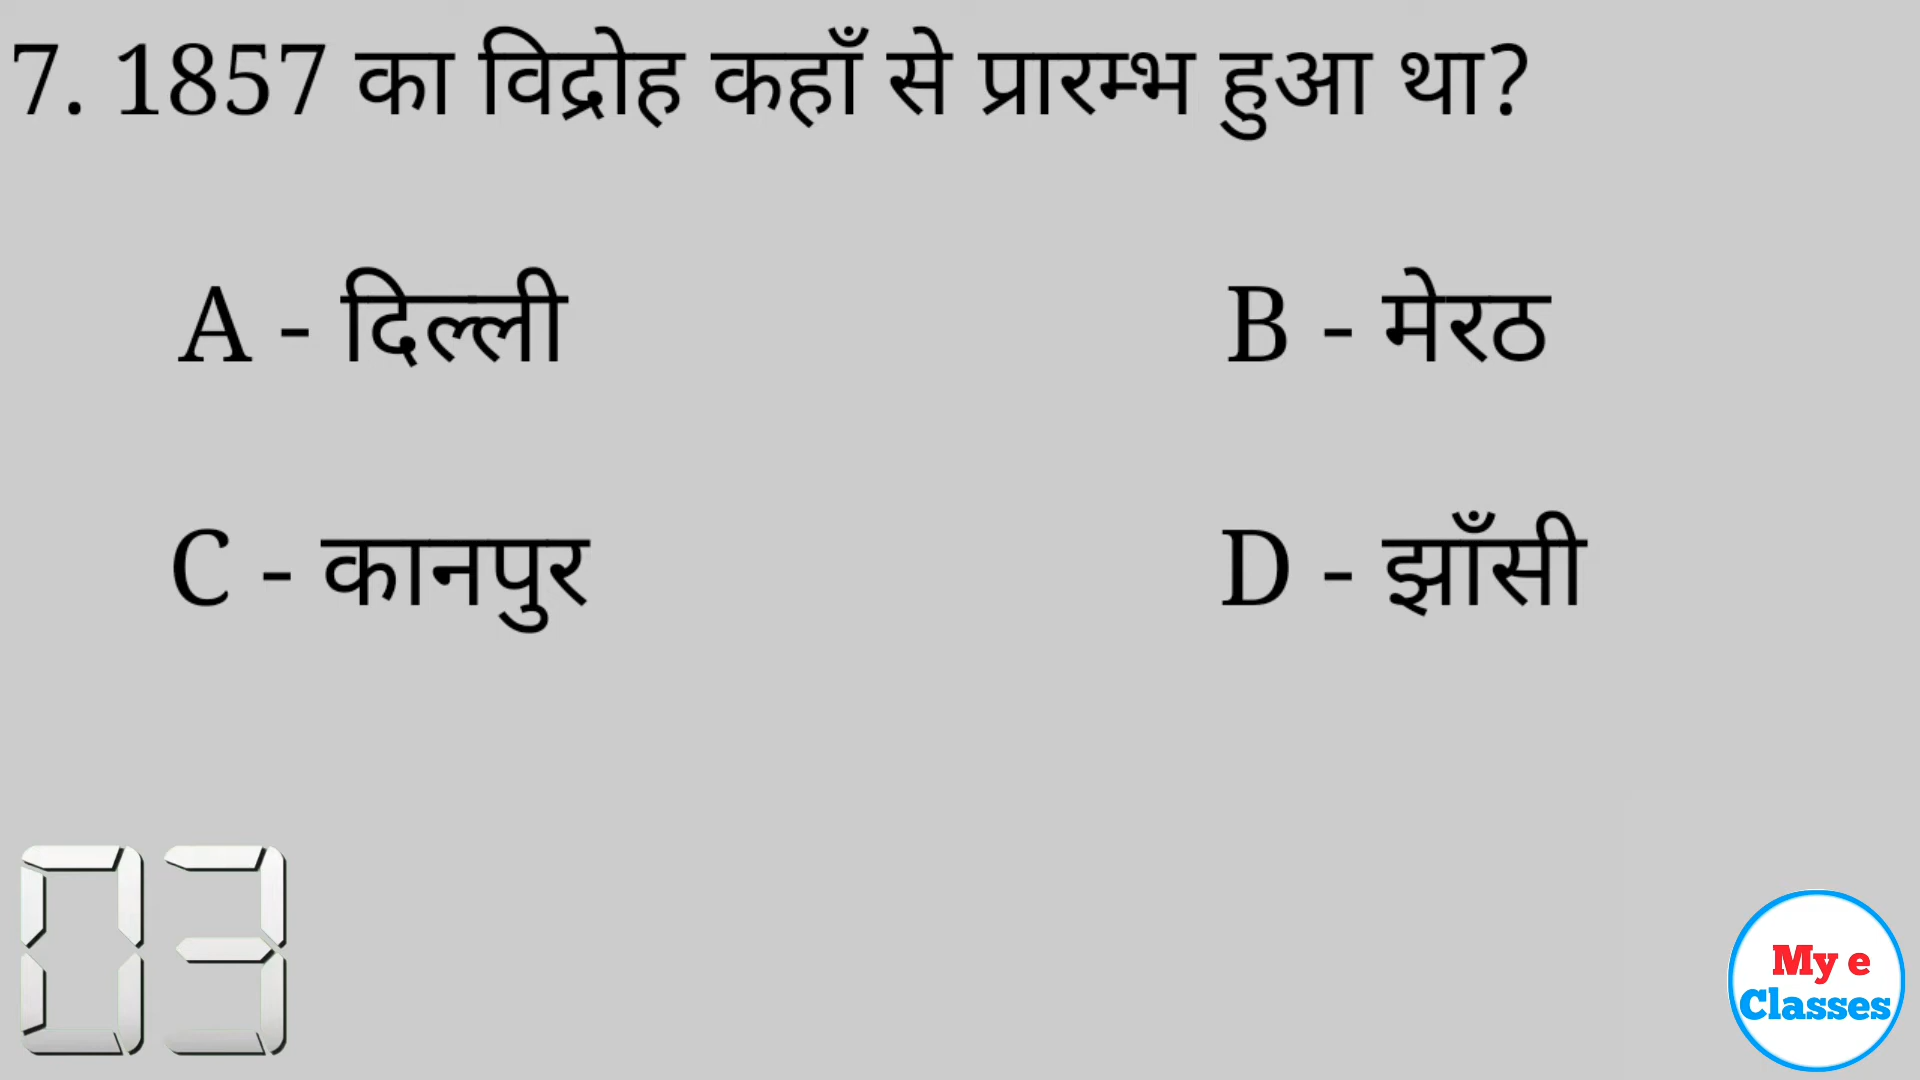 7. 1857 का विद्रोह कहाँ से प्रारम्भ हुआ था?
A - दिल्ली
B - मेरठ
C - कानपुर
D - झाँसी
03
My e
Classes